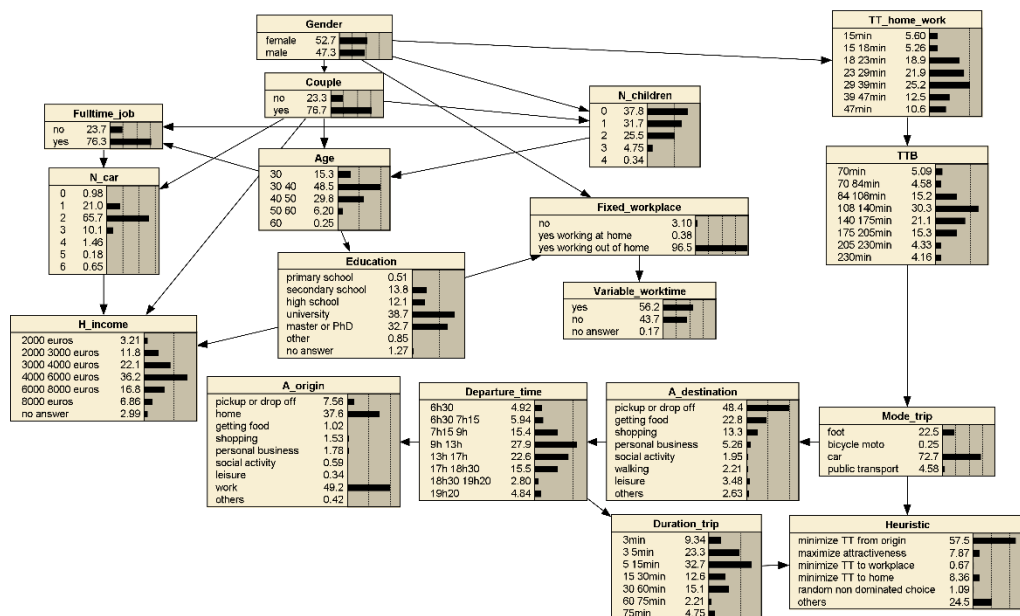 Gender
female 52.7
male 47.3
TT_home_work
15min 5.60
15 18min 5.26
18 23min 18.9
23 29min 21.9
29 39min 25.2
39 47min 12.5
47min 10.6
Couple
no 23.3
yes 76.7
N_children
0 37.8
1 31.7
2 25.5
3 4.75
4 0.34
Fulltime_job
no 23.7
yes 76.3
Age
30 15.3
30 40 48.5
40 50 29.8
50 60 6.20
60 0.25
TTB
70min 5.09
70 84min 4.58
84 108min 15.2
108 140min 30.3
140 175min 21.1
175 205min 15.3
205 230min 4.33
230min 4.16
N_car
0 0.98
1 21.0
2 65.7
3 10.1
4 1.46
5 0.18
6 0.65
Fixed_workplace
no 3.10
yes working at home 0.38
yes working out of home 96.5
Education
primary school 0.51
secondary school 13.8
high school 12.1
university 38.7
master or PhD 32.7
other 0.85
no answer 1.27
Variable_worktime
yes 56.2
no 43.7
no answer 0.17
H_income
2000 euros 3.21
2000 3000 euros 11.8
3000 4000 euros 22.1
4000 6000 euros 36.2
6000 8000 euros 16.8
8000 euros 6.86
no answer 2.99
A_origin
pickup or drop off 7.56
home 37.6
getting food 1.02
shopping 1.53
personal business 1.78
social activity 0.59
leisure 0.34
work 49.2
others 0.42
Departure_time
6h30 4.92
6h30 7h15 5.94
7h15 9h 15.4
9h 13h 27.9
13h 17h 22.6
17h 18h30 15.5
18h30 19h20 2.80
19h20 4.84
A_destination
pickup or drop off 48.4
getting food 22.8
shopping 13.3
personal business 5.26
social activity 1.95
walking 2.21
leisure 3.48
others 2.63
Mode_trip
foot 22.5
bicycle moto 0.25
car 72.7
public transport 4.58
Duration_trip
3min 9.34
3 5min 23.3
5 15min 32.7
15 30min 12.6
30 60min 15.1
60 75min 2.21
75min 4.75
Heuristic
minimize TT from origin 57.5
maximize attractiveness 7.87
minimize TT to workplace 0.67
minimize TT to home 8.36
random non dominated choice 1.09
others 24.5